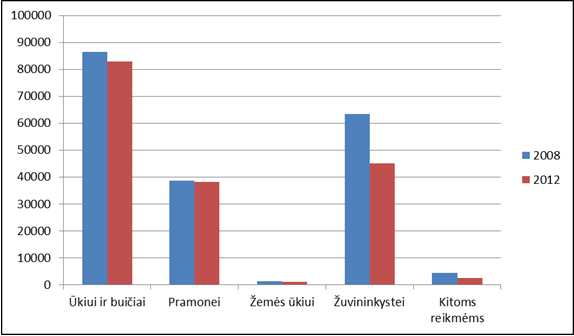 100000
90000
80000
70000
60000
50000
40000
30000
20000
10000
0
Ūkiui ir buičiai
Pramonei
Žemės ūkiui
Žuvininkystei
Kitoms
reikmėms
2008
2012